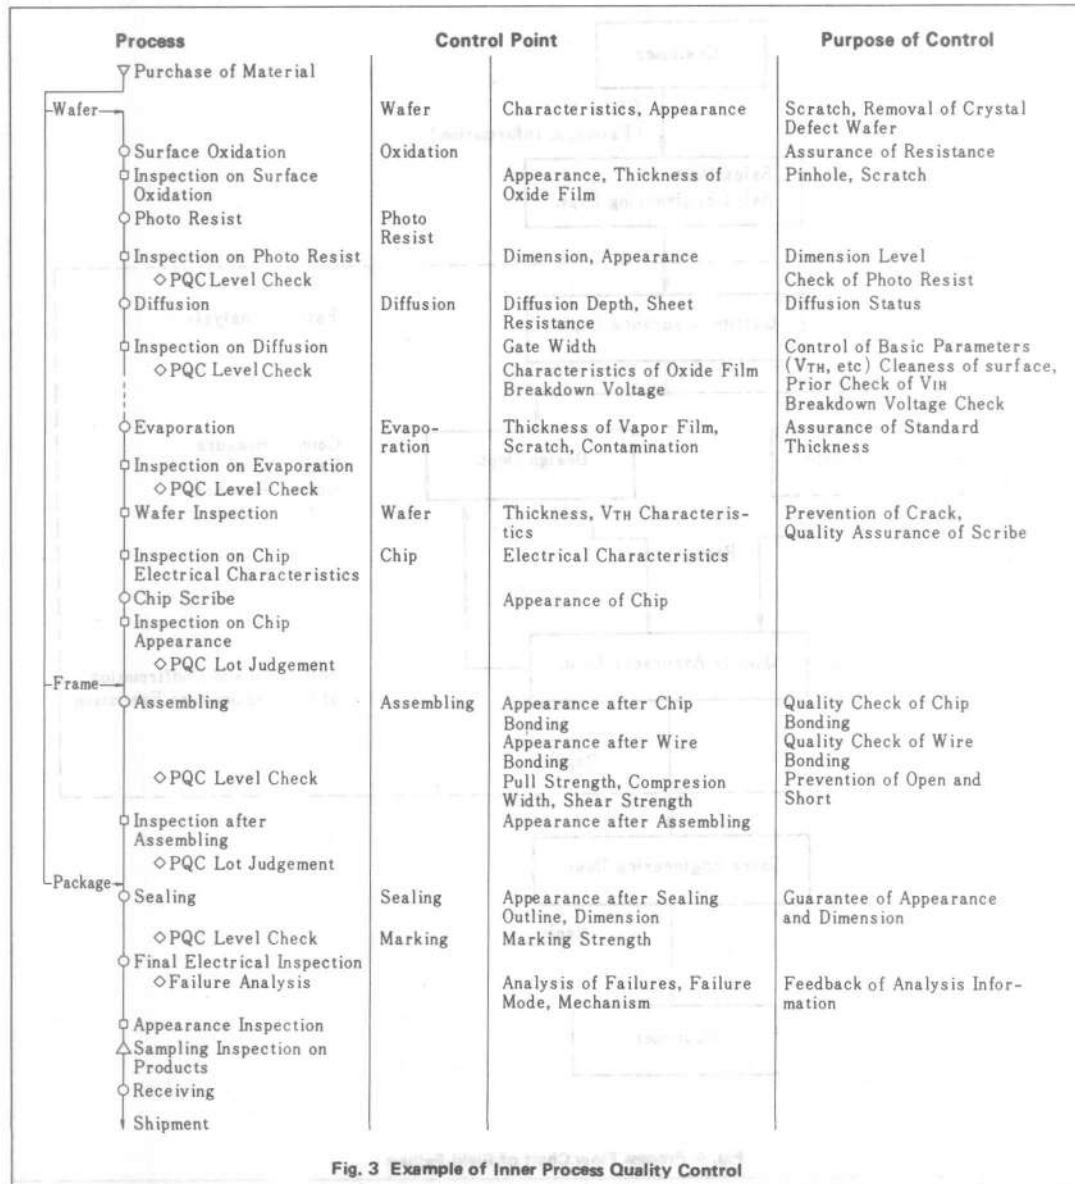 Process Control Point Purpose of Control
Purchase of Material
Wafer Wafer Characteristics, Appearance Scratch, Removal of Crystal
Defect Wafer
Surface Oxidation Oxidation Assurance of Resistance
Inspection on Surface Appearance, Thickness of Pinhole, Scratch
Oxidation Oxide Film
Photo Resist Photo
Resist
Inspection on Photo Resist Dimension, Appearance Dimension Level
◇PQC Level Check Check of Photo Resist
Diffusion Diffusion Diffusion Depth, Sheet Diffusion Status
Resistance
Inspection on Diffusion Gate Width Control of Basic Parameters
◇PQC Level Check Characteristics of Oxide Film (VTH, etc) Cleaness of surface,
Breakdown Voltage Prior Check of VIH
Breakdown Voltage Check
Evaporation Evapo- Thickness of Vapor Film, Assurance of Standard
ration Scratch, Contamination Thickness
Inspection on Evaporation
◇PQC Level Check
Wafer Inspection Wafer Thickness, VTH Characteris- Prevention of Crack,
tics Quality Assurance of Scribe
Inspection on Chip Chip Electrical Characteristics
Electrical Characteristics
Chip Scribe Appearance of Chip
Inspection on Chip
Appearance
◇PQC Lot Judgement
Frame
Assembling Assembling Appearance after Chip Quality Check of Chip
Bonding Bonding
Appearance after Wire Quality Check of Wire
Bonding Bonding
◇PQC Level Check Pull Strength, Compresion Prevention of Open and
Width, Shear Strength Short
Inspection after Appearance after Assembling
Assembling
◇PQC Lot Judgement
Package
Sealing Sealing Appearance after Sealing Guarantee of Appearance
Outline, Dimension and Dimension
◇PQC Level Check Marking Marking Strength
Final Electrical Inspection
◇Failure Analysis Analysis of Failures, Failure Feedback of Analysis Infor-
Mode, Mechanism mation
Appearance Inspection
Sampling Inspection on
Products
Receiving
Shipment
Fig. 3 Example of Inner Process Quality Control